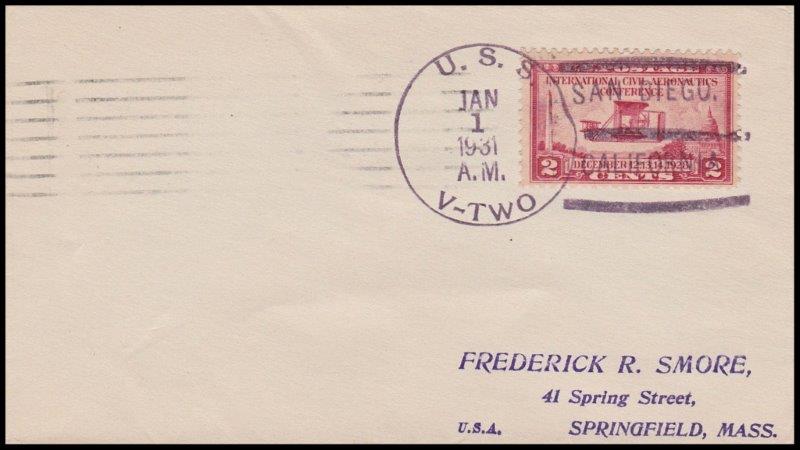 U. S. S.
JAN
1
1931
A.M.
V-TWO
INTERNATIONAL CIVIL AERONAUTICS
CONFERENCE
SAN DIEGO,
CALIFORNIA
2 DECEMBER 12,13,14, 1928 2
CENTS
FREDERICK R. SMORE,
41 Spring Street,
U.S.A. SPRINGFIELD, MASS.